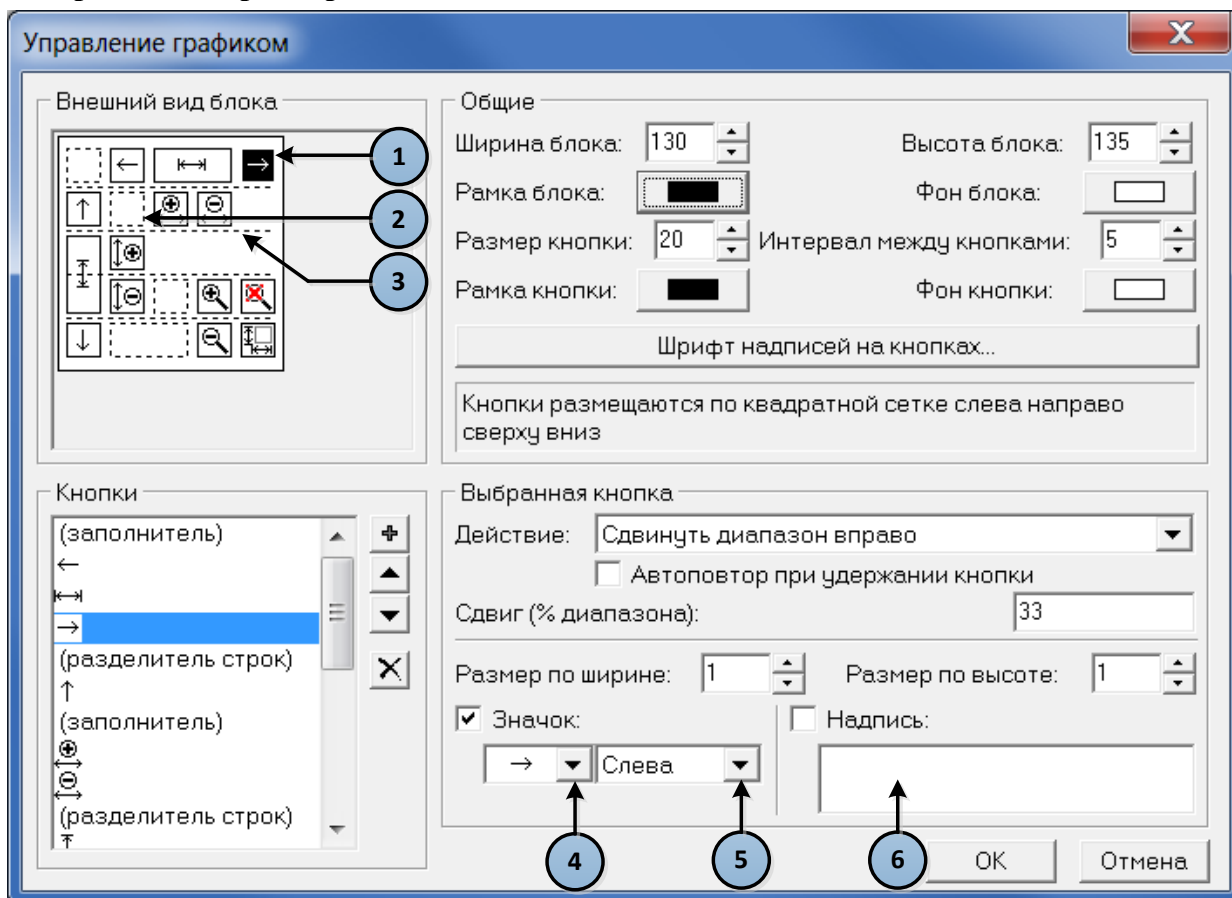 Управление графиком
Внешний вид блока
1
2
3
Общие
Ширина блока: 130 Высота блока: 135
Рамка блока: Фон блока:
Размер кнопки: 20 Интервал между кнопками: 5
Рамка кнопки: Фон кнопки:
Шрифт надписей на кнопках...
Кнопки размещаются по квадратной сетке слева направо
сверху вниз
Кнопки
(заполнитель)
←
→
(разделитель строк)
↑
(заполнитель)
(разделитель строк)
Выбранная кнопка
Действие: Сдвинуть диапазон вправо
Автоповтор при удержании кнопки
Сдвиг (% диапазона): 33
Размер по ширине: 1 Размер по высоте: 1
Значок: Надпись:
→ Слева
4 5 6
OK Отмена